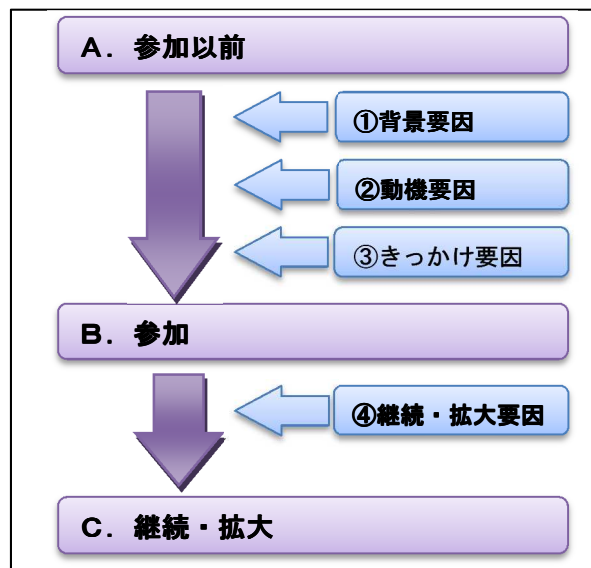 A．参加以前
①背景要因
②動機要因
③きっかけ要因
B．参加
④継続・拡大要因
C．継続・拡大